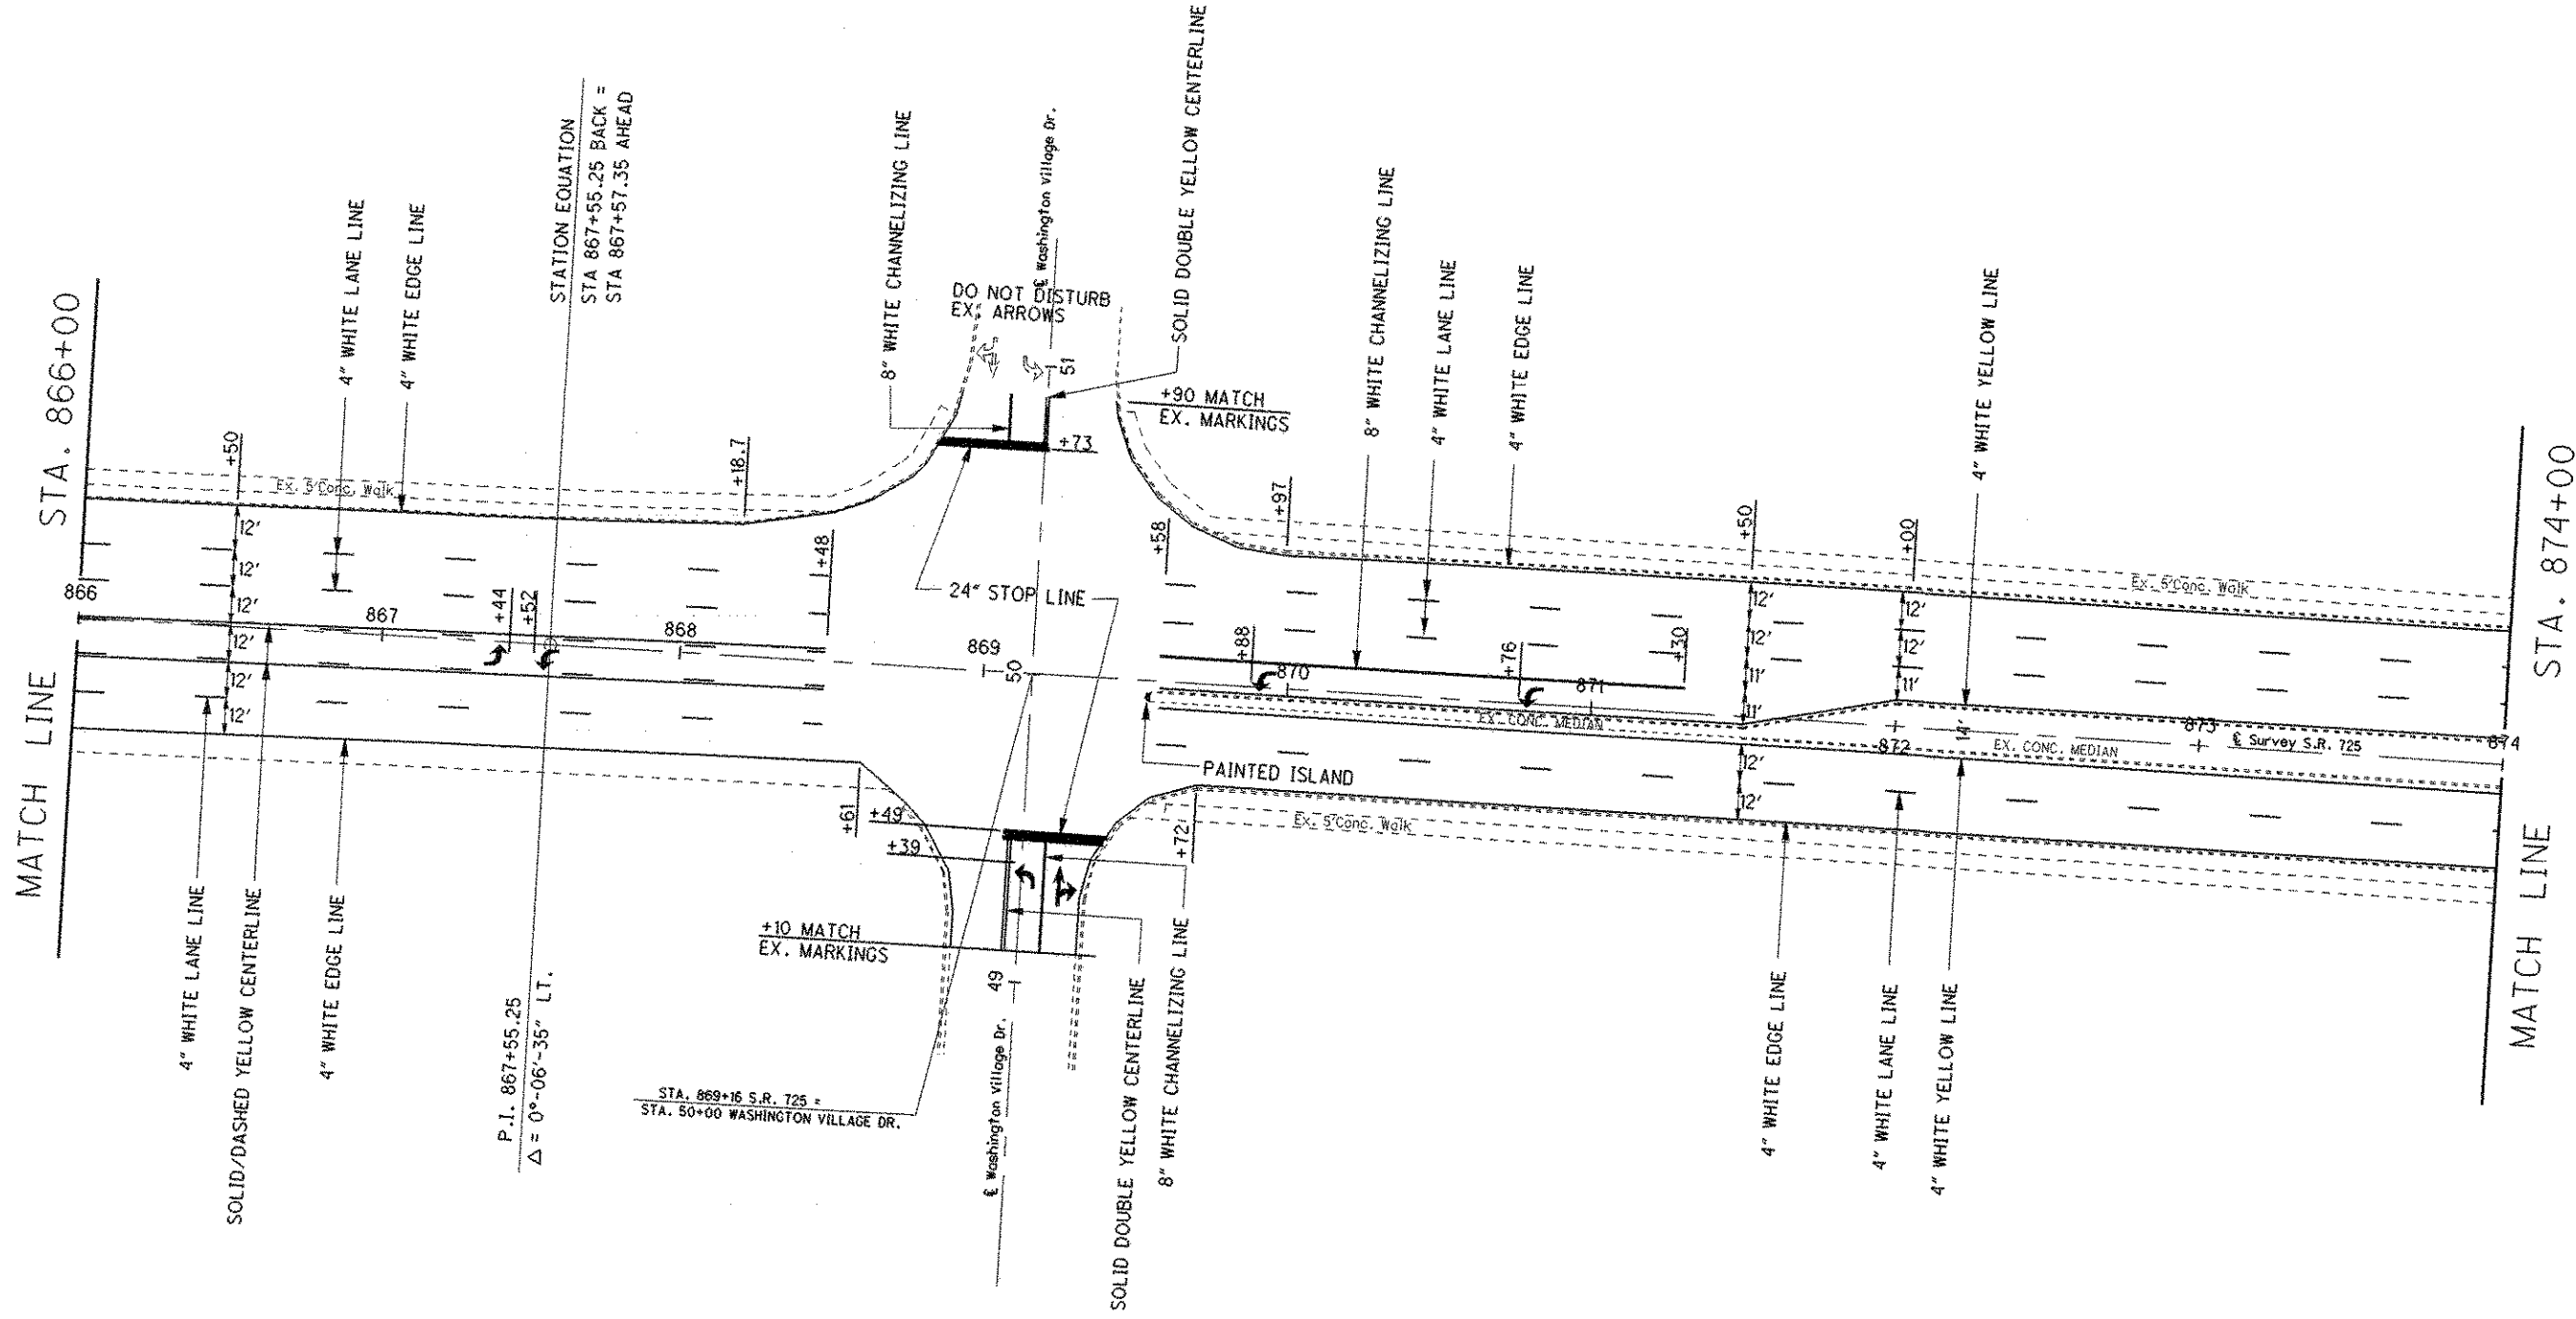 MATCH LINE
STA. 866+00
866
+50
12'
12'
12'
12'
12'
12'
Ex. 5'Conc. Walk
4" WHITE LANE LINE
4" WHITE EDGE LINE
4" WHITE LANE LINE
SOLID/DASHED YELLOW CENTERLINE
4" WHITE EDGE LINE
867
+44
+52
STATION EQUATION
STA 867+55.25 BACK =
STA 867+57.35 AHEAD
P.I. 867+55.25
Δ = 0°-06'-35" LT.
868
+18.7
+48
+61
8" WHITE CHANNELIZING LINE
DO NOT DISTURB
EX. ARROWS
℄ Washington Village Dr.
51
SOLID DOUBLE YELLOW CENTERLINE
+90 MATCH
EX. MARKINGS
+73
24" STOP LINE
869
50
+49
+39
+10 MATCH
EX. MARKINGS
49
℄ Washington Village Dr.
STA. 869+16 S.R. 725 =
STA. 50+00 WASHINGTON VILLAGE DR.
SOLID DOUBLE YELLOW CENTERLINE
8" WHITE CHANNELIZING LINE
+72
PAINTED ISLAND
+58
+97
+88
870
+76
871
+30
8" WHITE CHANNELIZING LINE
4" WHITE LANE LINE
4" WHITE EDGE LINE
EX. CONC. MEDIAN
Ex. 5'Conc. Walk
+50
12'
12'
11'
11'
12'
12'
+00
12'
12'
11'
14'
872
EX. CONC. MEDIAN
4" WHITE YELLOW LINE
Ex. 5'Conc. Walk
873
℄ Survey S.R. 725
874
4" WHITE EDGE LINE
4" WHITE LANE LINE
4" WHITE YELLOW LINE
MATCH LINE
STA. 874+00